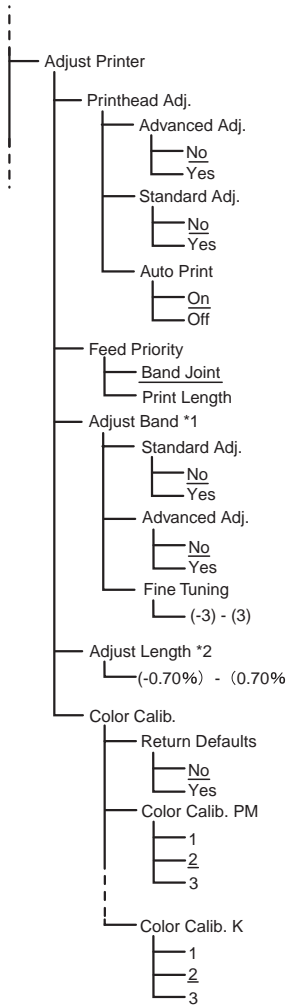 Adjust Printer
Printhead Adj.
Advanced Adj.
No
Yes
Standard Adj.
No
Yes
Auto Print
On
Off
Feed Priority
Band Joint
Print Length
Adjust Band *1
Standard Adj.
No
Yes
Advanced Adj.
No
Yes
Fine Tuning
(-3) - (3)
Adjust Length *2
(-0.70%） - （0.70%
Color Calib.
Return Defaults
No
Yes
Color Calib. PM
1
2
3
Color Calib. K
1
2
3